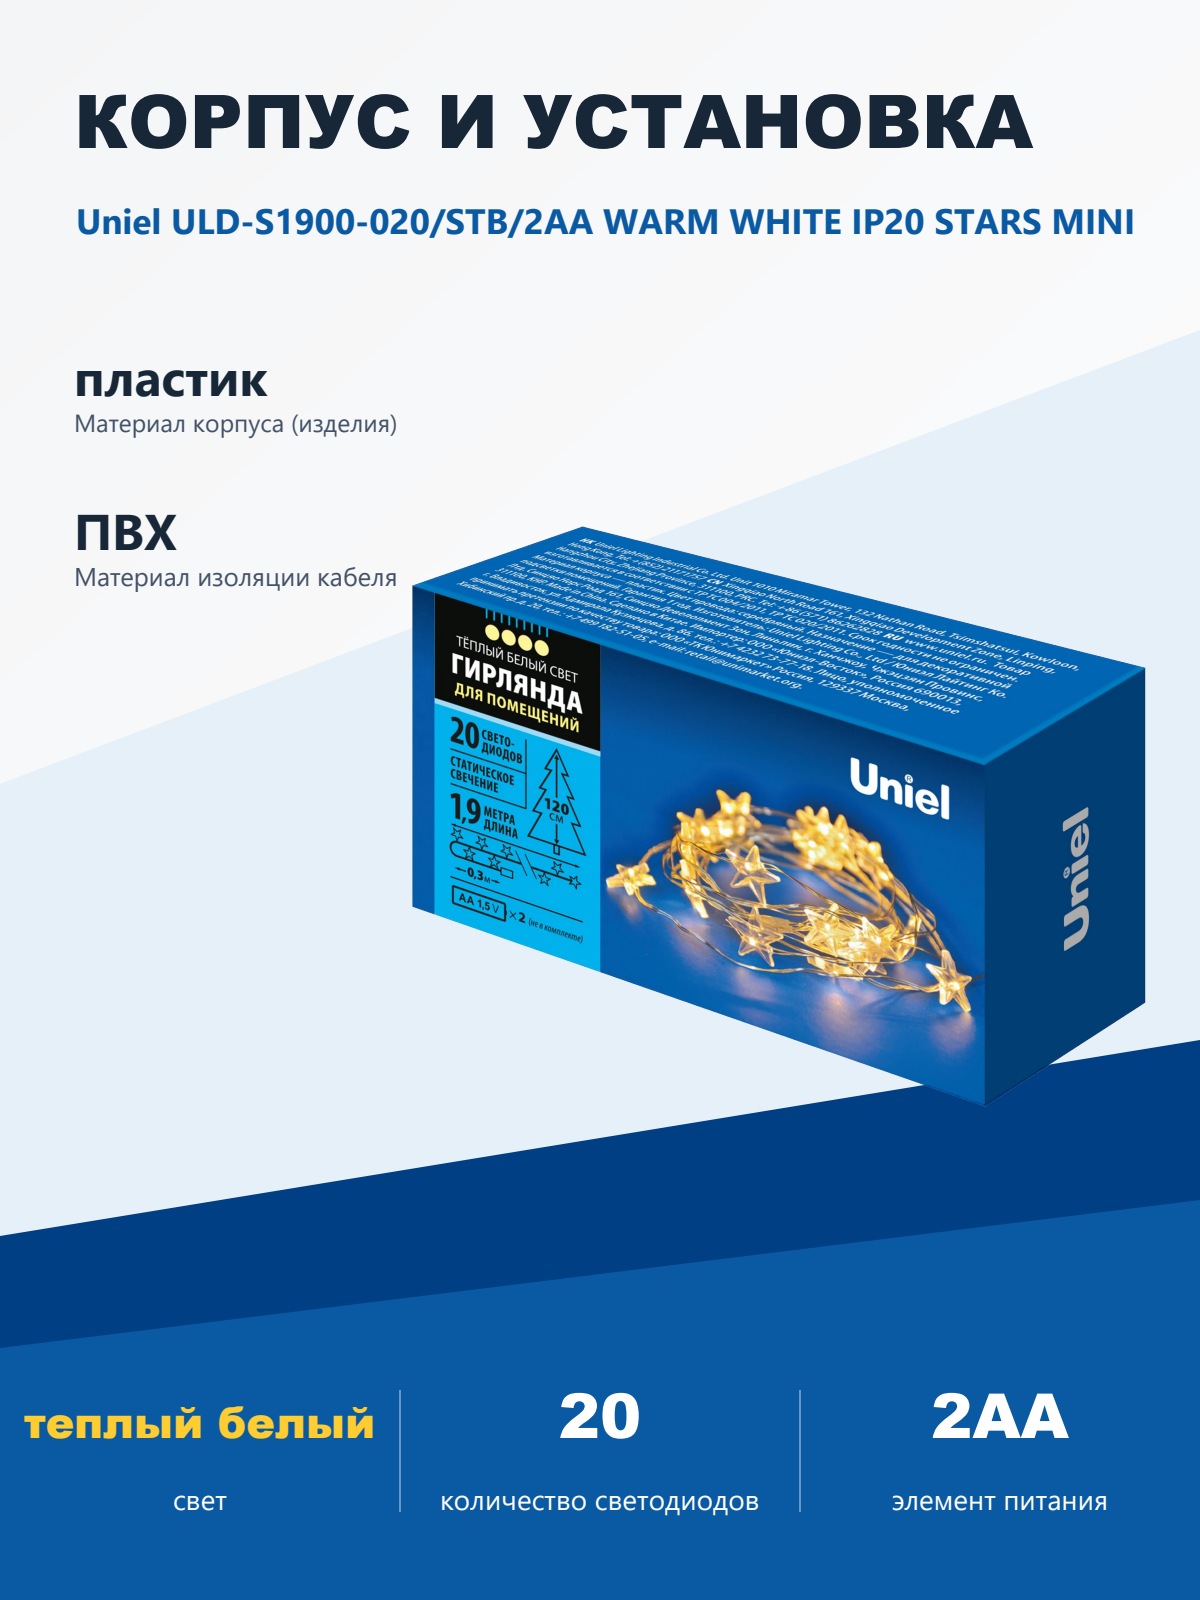 КОРПУС И УСТАНОВКА
Uniel ULD-S1900-020/STB/2AA WARM WHITE IP20 STARS MINI
пластик
Материал корпуса (изделия)
ПВХ
Материал изоляции кабеля
ТЁПЛЫЙ БЕЛЫЙ СВЕТ
ГИРЛЯНДА
ДЛЯ ПОМЕЩЕНИЙ
20 СВЕТО-
ДИОДОВ
СТАТИЧЕСКОЕ
СВЕЧЕНИЕ
120
СМ
1,9 МЕТРА
ДЛИНА
0,3м
AA 1,5 V ×2 (не в комплекте)
Uniel
Uniel
теплый белый
свет
20
количество светодиодов
2AA
элемент питания